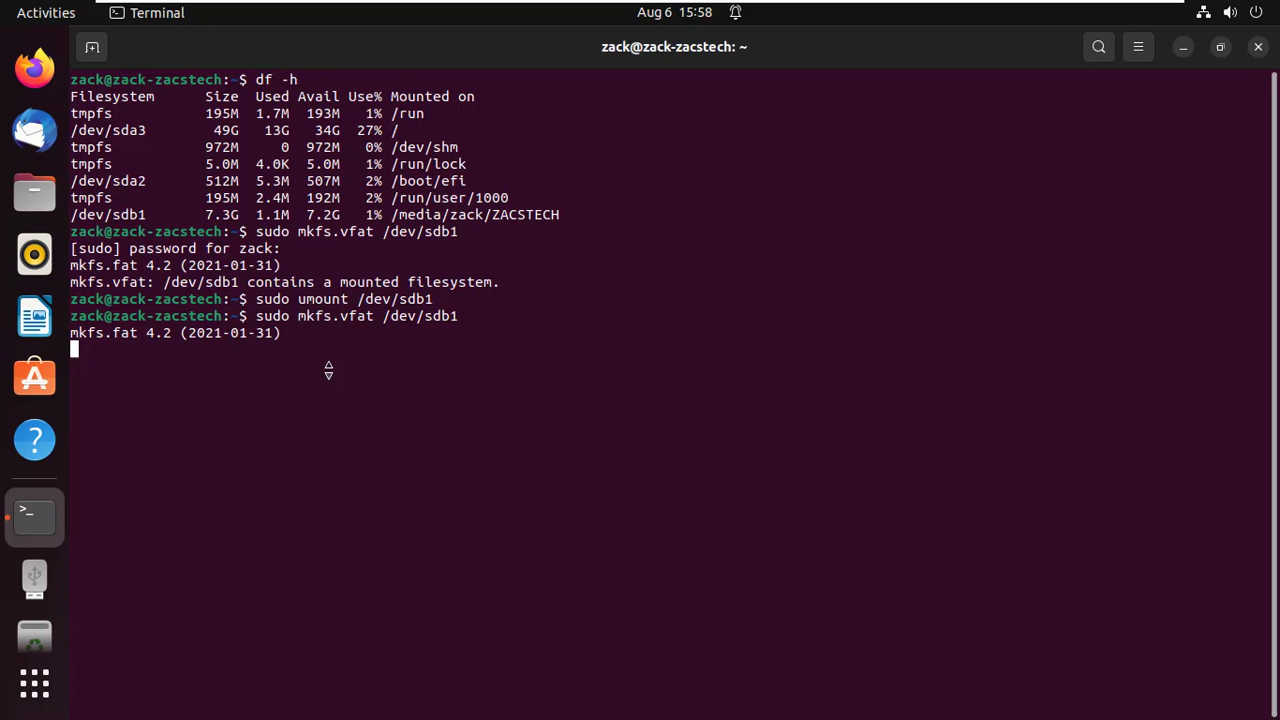 Activities Terminal Aug 6 15:58
zack@zack-zacstech: ~
zack@zack-zacstech:~$ df -h
Filesystem Size Used Avail Use% Mounted on
tmpfs 195M 1.7M 193M 1% /run
/dev/sda3 49G 13G 34G 27% /
tmpfs 972M 0 972M 0% /dev/shm
tmpfs 5.0M 4.0K 5.0M 1% /run/lock
/dev/sda2 512M 5.3M 507M 2% /boot/efi
tmpfs 195M 2.4M 192M 2% /run/user/1000
/dev/sdb1 7.3G 1.1M 7.2G 1% /media/zack/ZACSTECH
zack@zack-zacstech:~$ sudo mkfs.vfat /dev/sdb1
[sudo] password for zack:
mkfs.fat 4.2 (2021-01-31)
mkfs.vfat: /dev/sdb1 contains a mounted filesystem.
zack@zack-zacstech:~$ sudo umount /dev/sdb1
zack@zack-zacstech:~$ sudo mkfs.vfat /dev/sdb1
mkfs.fat 4.2 (2021-01-31)